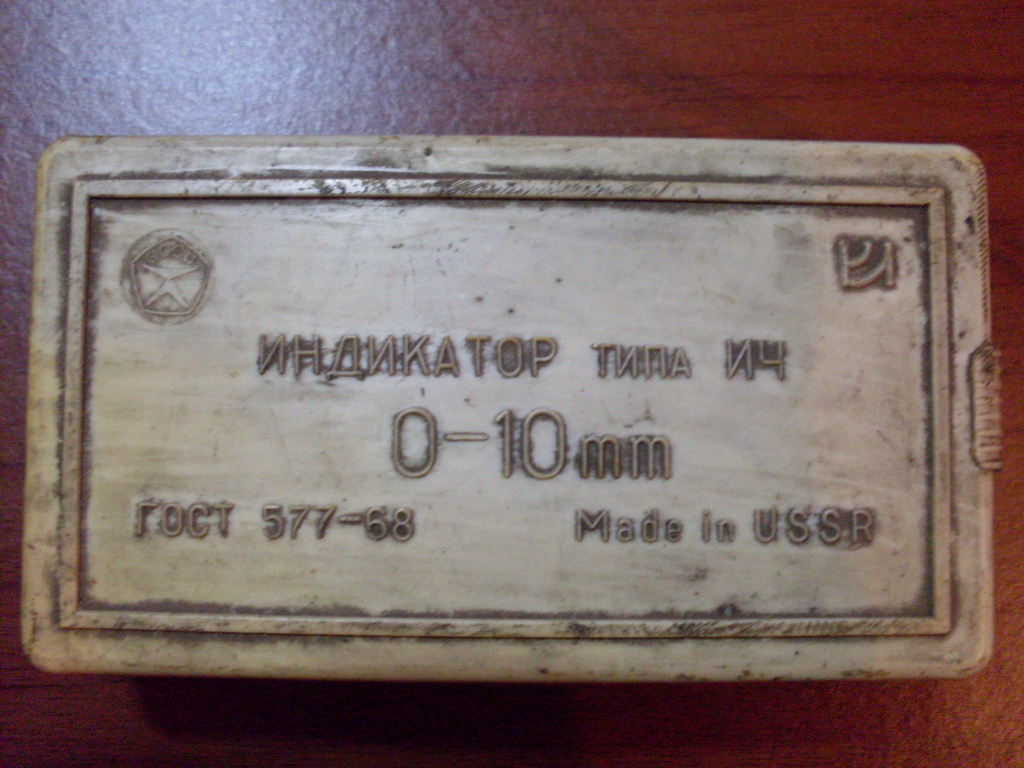 ИНДИКАТОР ТИПА ИЧ
0-10mm
ГОСТ 577-68 Made in USSR